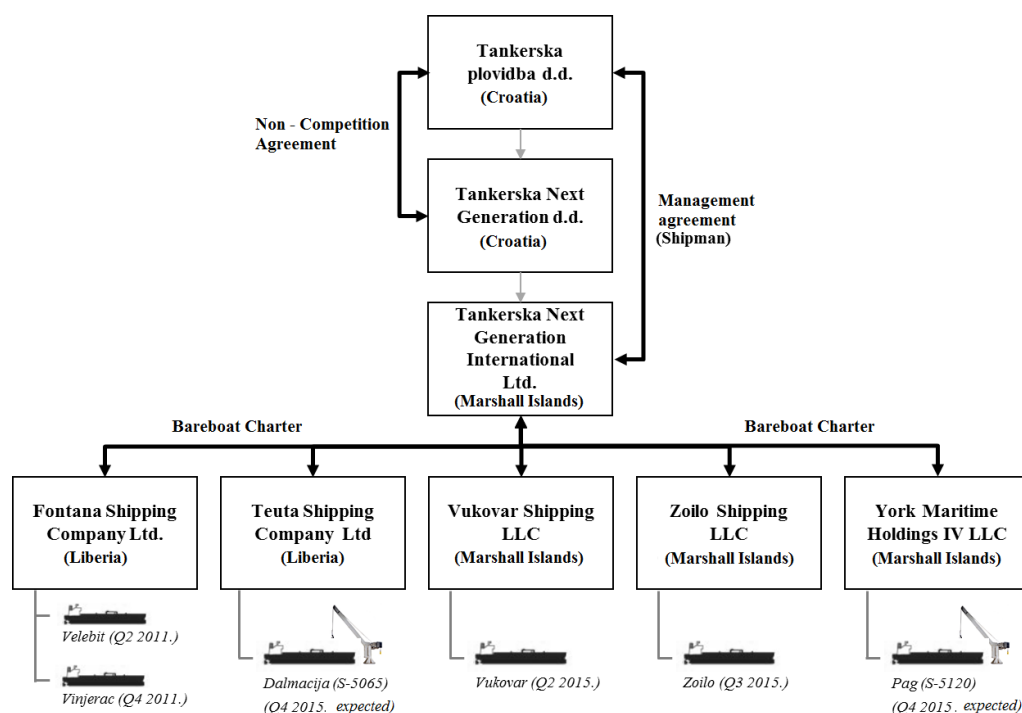 Tankerska
plovidba d.d.
(Croatia)
Non - Competition
Agreement
Tankerska Next
Generation d.d.
(Croatia)
Management
agreement
(Shipman)
Tankerska Next
Generation
International
Ltd.
(Marshall Islands)
Bareboat Charter
Bareboat Charter
Fontana Shipping
Company Ltd.
(Liberia)
Teuta Shipping
Company Ltd
(Liberia)
Vukovar Shipping
LLC
(Marshall Islands)
Zoilo Shipping
LLC
(Marshall Islands)
York Maritime
Holdings IV LLC
(Marshall Islands)
Velebit (Q2 2011.)
Vinjerac (Q4 2011.)
Dalmacija (S-5065)
(Q4 2015. expected)
Vukovar (Q2 2015.)
Zoilo (Q3 2015.)
Pag (S-5120)
(Q4 2015. expected)